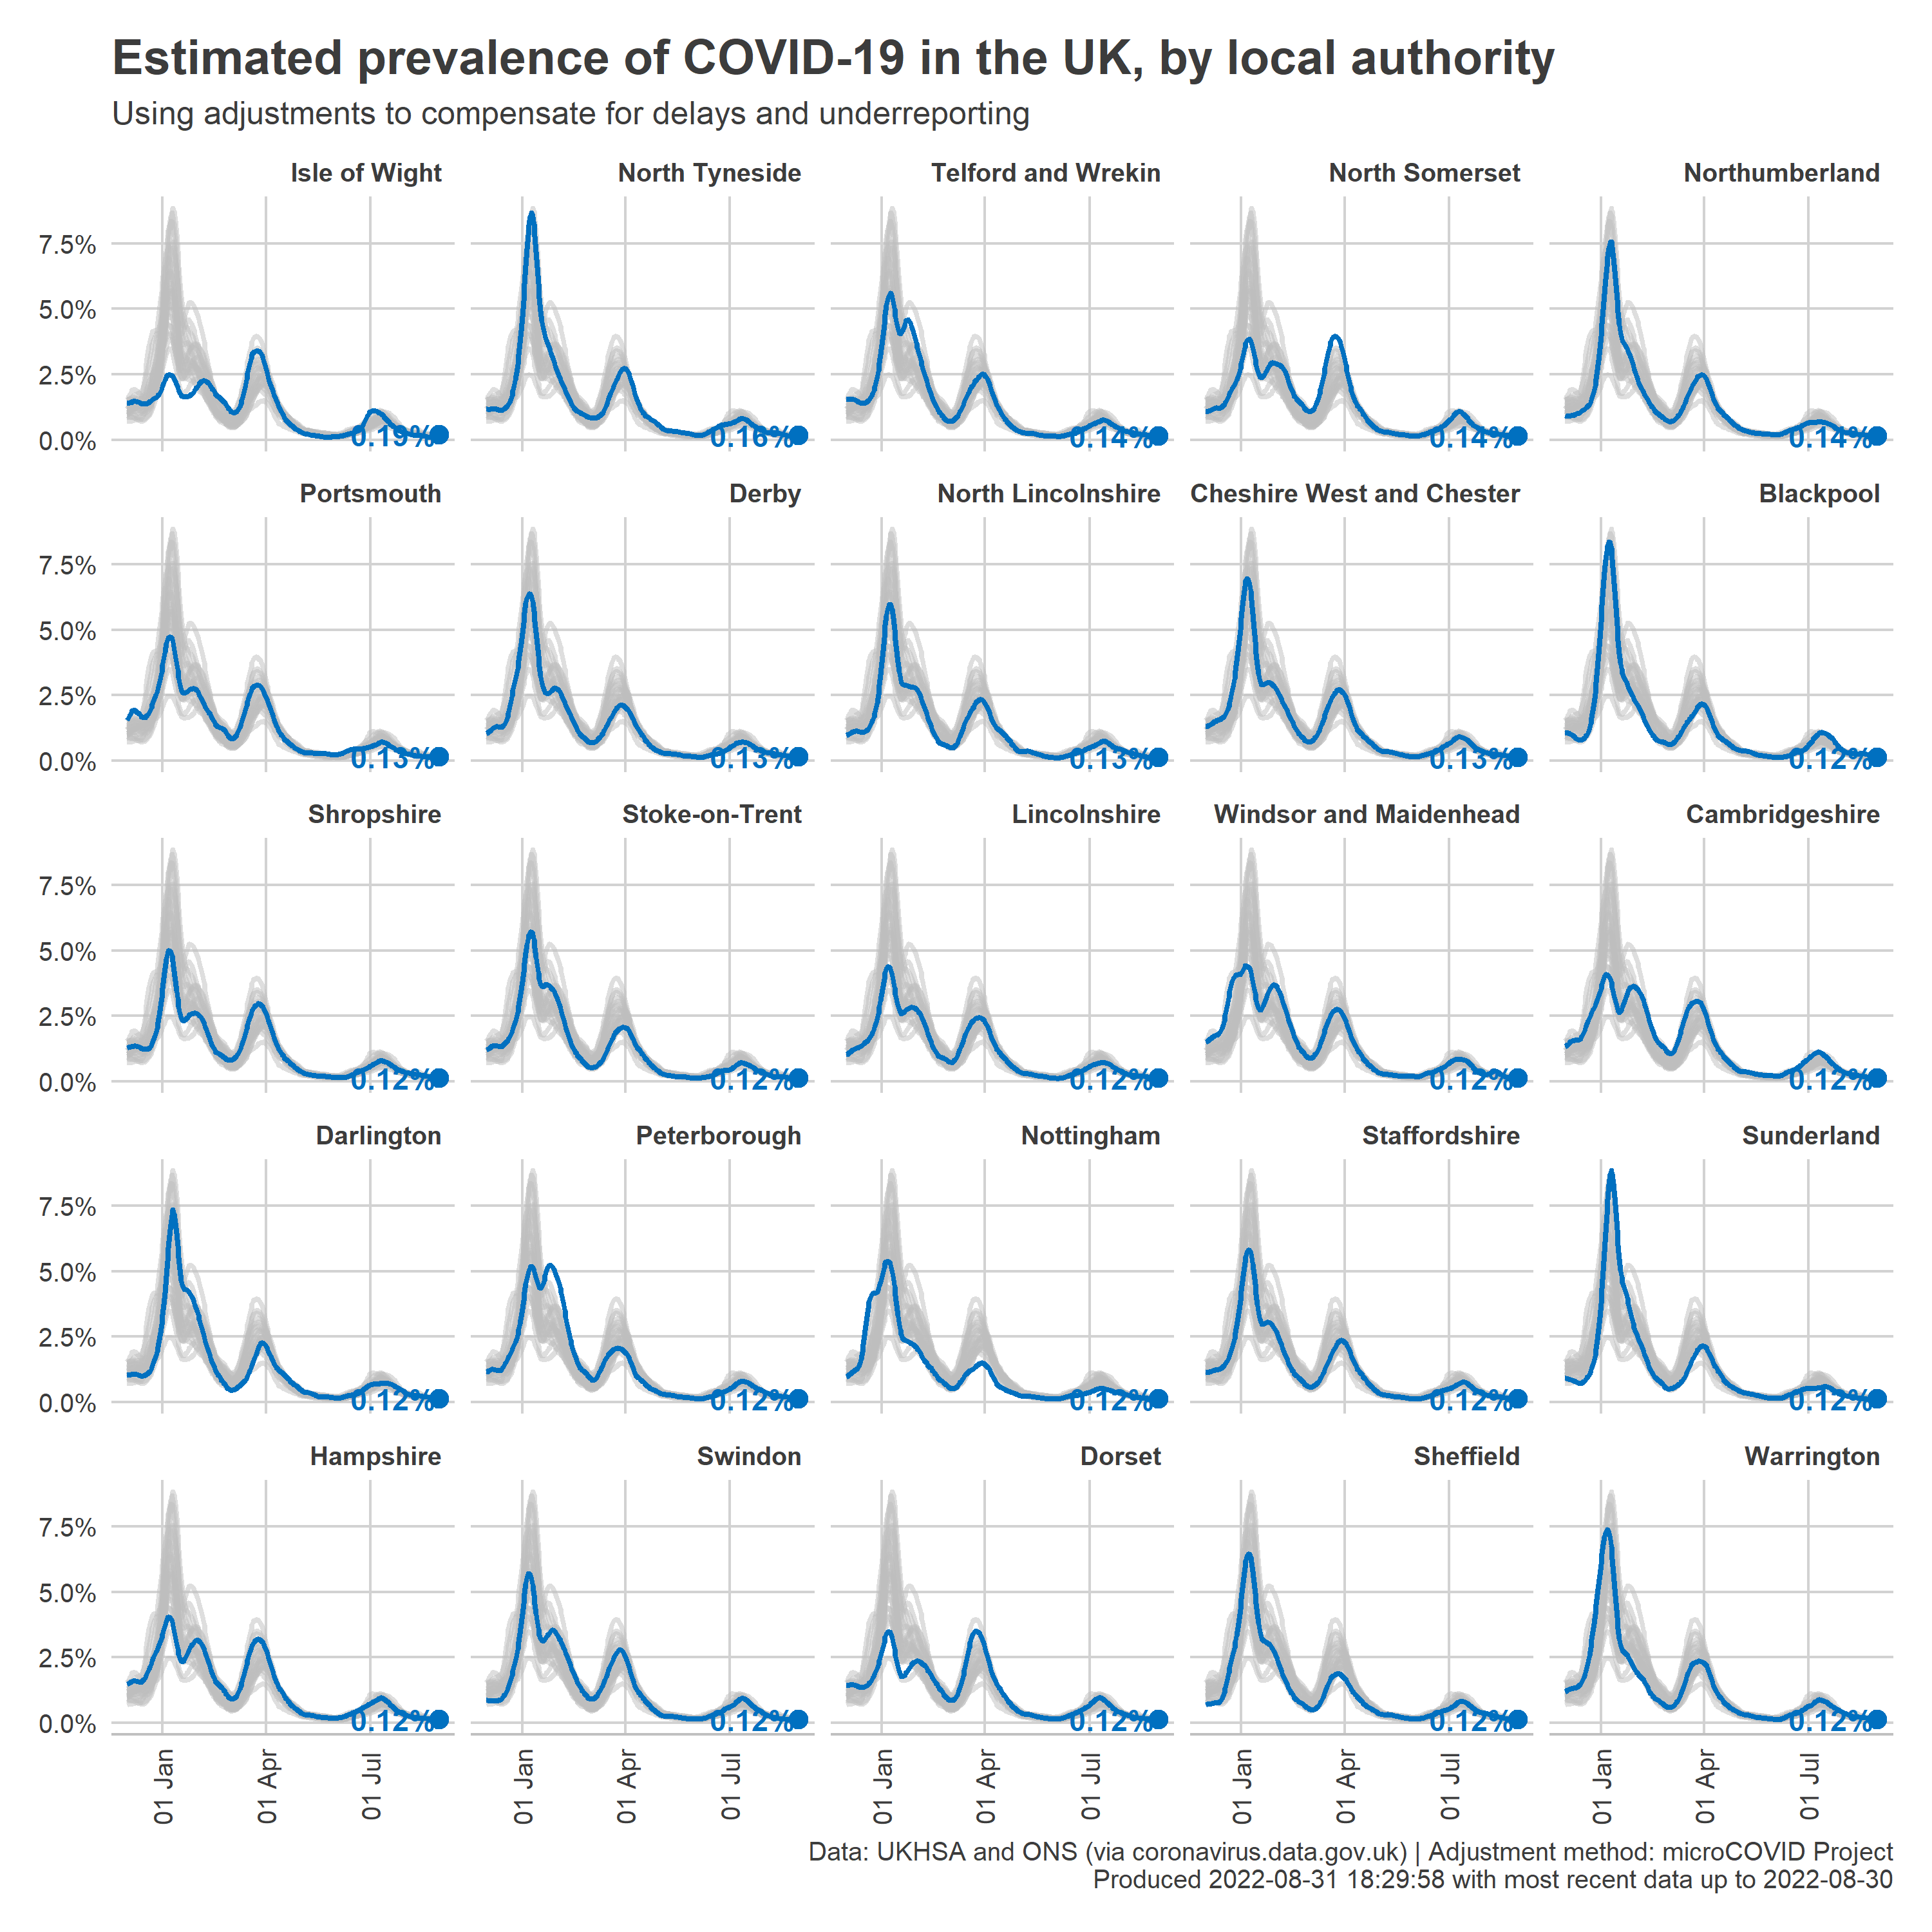 Estimated prevalence of COVID-19 in the UK, by local authority
Using adjustments to compensate for delays and underreporting
Isle of Wight
North Tyneside
Telford and Wrekin
North Somerset
Northumberland
7.5%
5.0%
2.5%
0.0%
0.19%
0.16%
0.14%
0.14%
0.14%
Portsmouth
Derby
North Lincolnshire
Cheshire West and Chester
Blackpool
7.5%
5.0%
2.5%
0.0%
0.13%
0.13%
0.13%
0.13%
0.12%
Shropshire
Stoke-on-Trent
Lincolnshire
Windsor and Maidenhead
Cambridgeshire
7.5%
5.0%
2.5%
0.0%
0.12%
0.12%
0.12%
0.12%
0.12%
Darlington
Peterborough
Nottingham
Staffordshire
Sunderland
7.5%
5.0%
2.5%
0.0%
0.12%
0.12%
0.12%
0.12%
0.12%
Hampshire
Swindon
Dorset
Sheffield
Warrington
7.5%
5.0%
2.5%
0.0%
0.12%
0.12%
0.12%
0.12%
0.12%
01 Jan
01 Apr
01 Jul
01 Jan
01 Apr
01 Jul
01 Jan
01 Apr
01 Jul
01 Jan
01 Apr
01 Jul
01 Jan
01 Apr
01 Jul
Data: UKHSA and ONS (via coronavirus.data.gov.uk) | Adjustment method: microCOVID Project
Produced 2022-08-31 18:29:58 with most recent data up to 2022-08-30